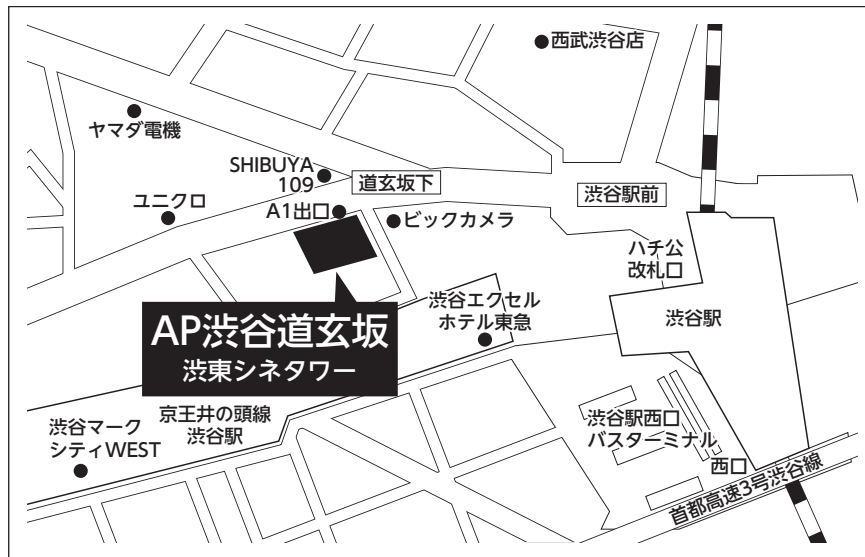 西武渋谷店
ヤマダ電機
SHIBUYA
109
道玄坂下
渋谷駅前
ユニクロ
A1出口
ビックカメラ
ハチ公
改札口
AP渋谷道玄坂
渋東シネタワー
渋谷エクセル
ホテル東急
渋谷駅
渋谷マーク
シティWEST
京王井の頭線
渋谷駅
渋谷駅西口
バスターミナル
西口
首都高速3号渋谷線